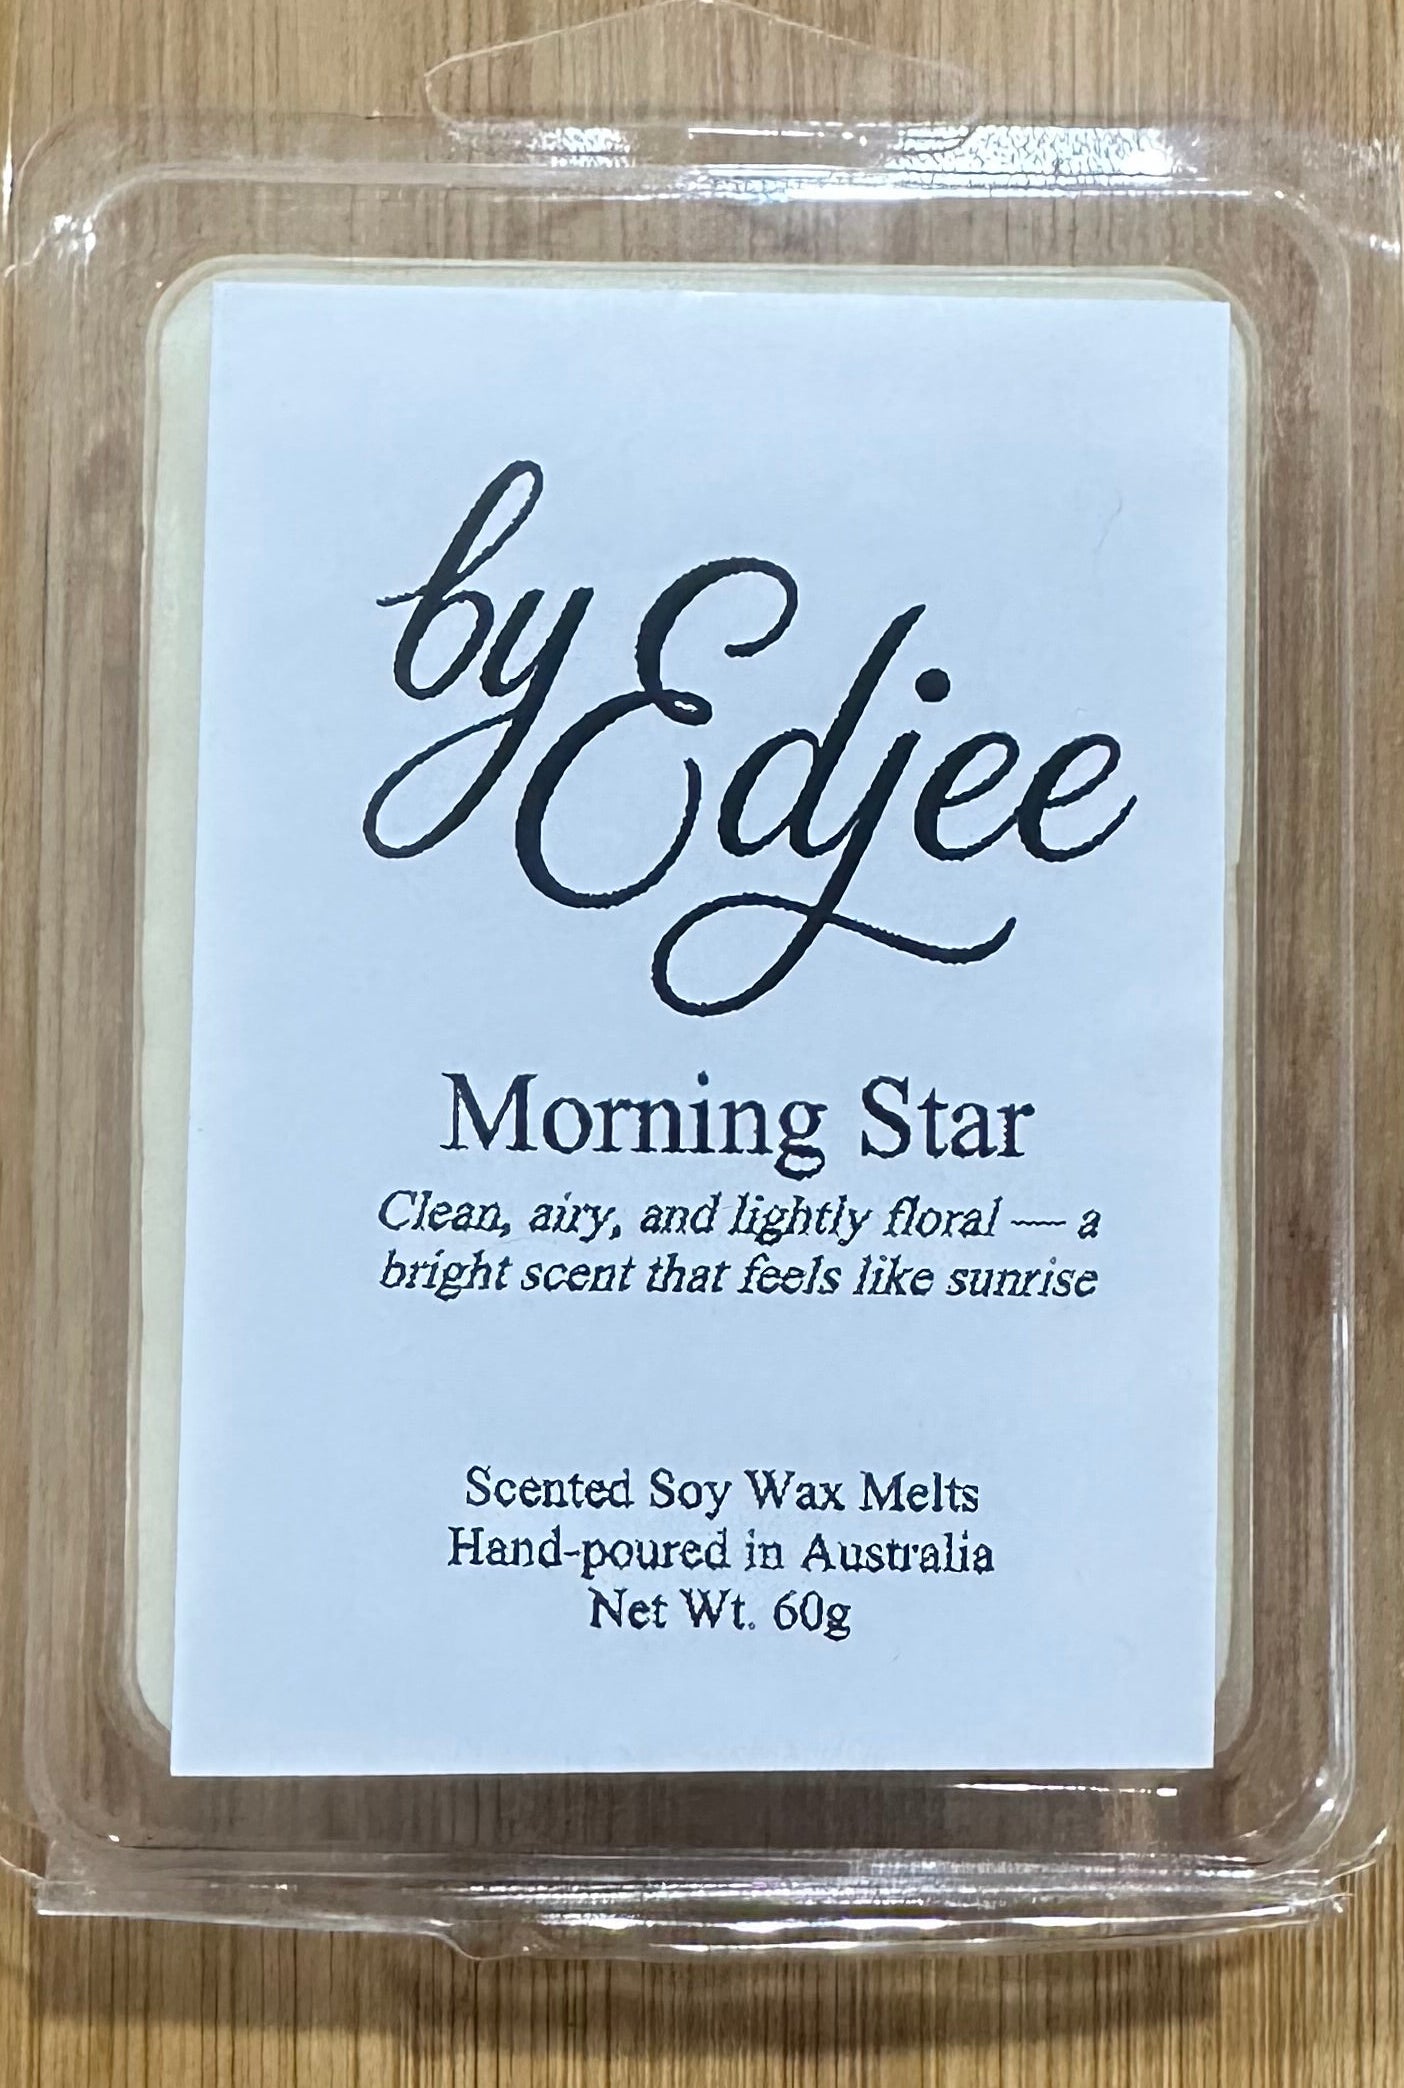 by Edjee
Morning Star
Clean, airy, and lightly floral — a
bright scent that feels like sunrise
Scented Soy Wax Melts
Hand-poured in Australia
Net Wt. 60g